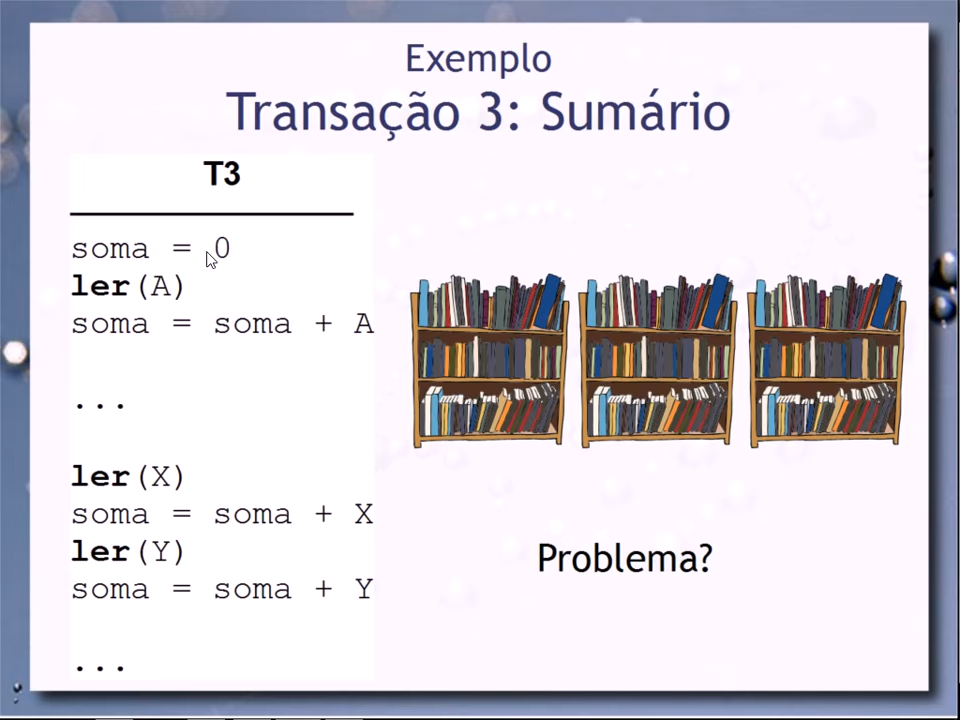 Exemplo
Transação 3: Sumário
T3
soma = 0
ler(A)
soma = soma + A
...
ler(X)
soma = soma + X
ler(Y)
soma = soma + Y
...
Problema?